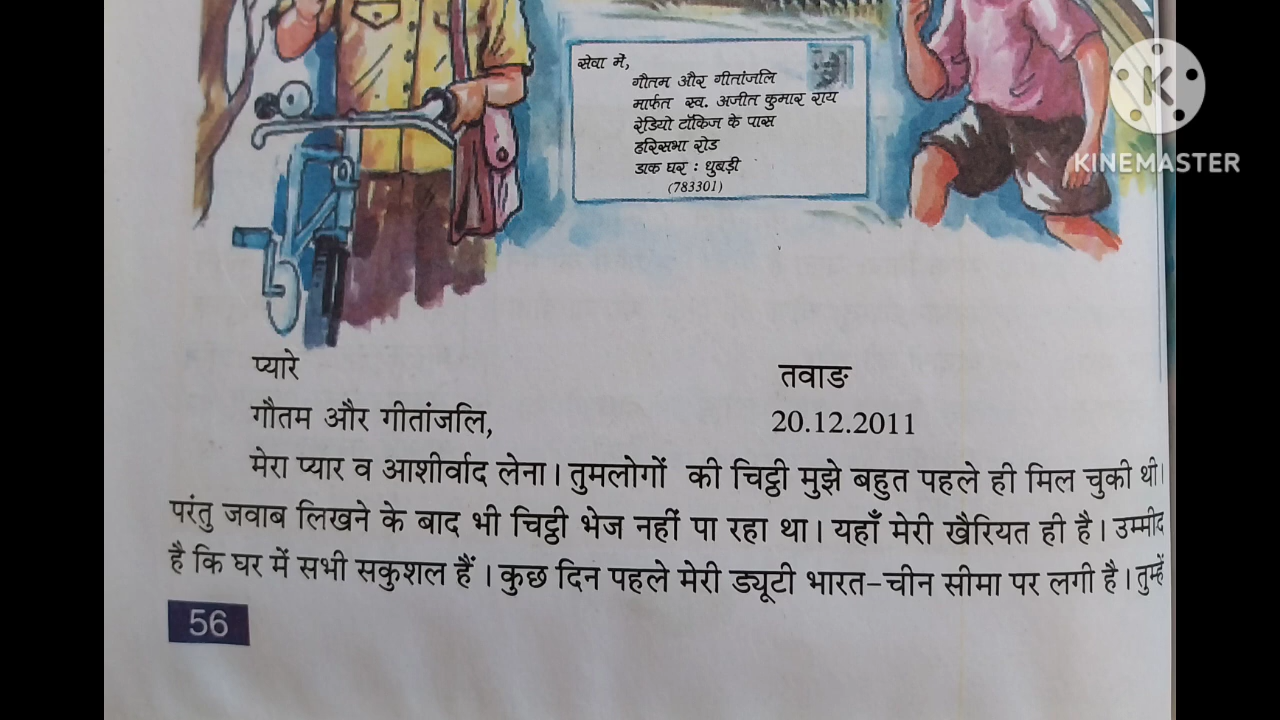 सेवा में,
गौतम और गीतांजलि
मार्फत स्व. अजीत कुमार राय
रेडियो टॉकिज के पास
हरिसभा रोड
डाक घर : धुबड़ी
(783301)
K
KINEMASTER
प्यारे
तवाङ
गौतम और गीतांजलि,
20.12.2011
मेरा प्यार व आशीर्वाद लेना। तुमलोगों की चिट्ठी मुझे बहुत पहले ही मिल चुकी थी।
परंतु जवाब लिखने के बाद भी चिट्ठी भेज नहीं पा रहा था। यहाँ मेरी खैरियत ही है। उम्मीद
है कि घर में सभी सकुशल हैं। कुछ दिन पहले मेरी ड्यूटी भारत-चीन सीमा पर लगी है। तुम्हें
56